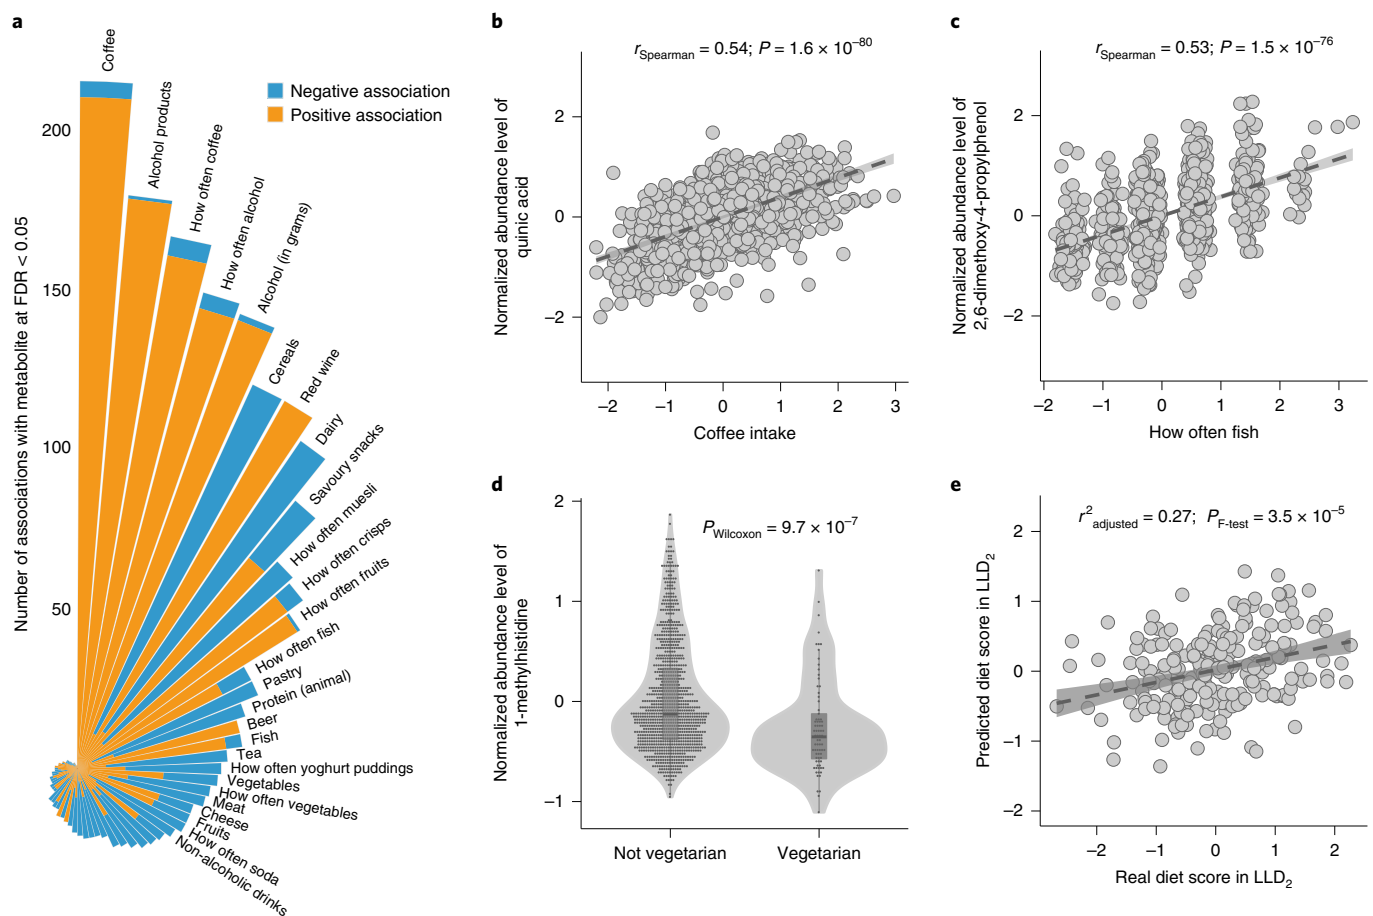 a
Coffee
Alcohol products
How often coffee
How often alcohol
Alcohol (in grams)
Cereals
Red wine
Dairy
Savoury snacks
How often muesli
How often crisps
How often fruits
How often fish
Pastry
Protein (animal)
Beer
Fish
Tea
How often yoghurt puddings
Vegetables
How often vegetables
Meat
Cheese
Fruits
How often soda
Non-alcoholic drinks
Negative association
Positive association
Number of associations with metabolite at FDR < 0.05
200
150
100
50
b
rSpearman = 0.54; P = 1.6 × 10–80
Normalized abundance level of
quinic acid
2
0
–2
–2 –1 0 1 2 3
Coffee intake
c
rSpearman = 0.53; P = 1.5 × 10–76
Normalized abundance level of
2,6-dimethoxy-4-propylphenol
2
0
–2
–2 –1 0 1 2 3
How often fish
d
PWilcoxon = 9.7 × 10–7
Normalized abundance level of
1-methylhistidine
2
1
0
–1
Not vegetarian Vegetarian
e
r2adjusted = 0.27; PF-test = 3.5 × 10–5
Predicted diet score in LLD2
2
1
0
–1
–2
–2 –1 0 1 2
Real diet score in LLD2